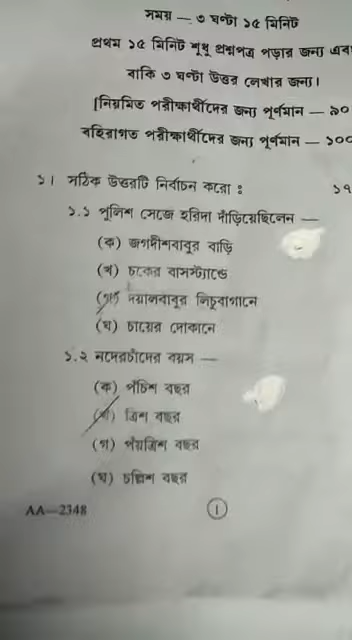 সময় — ৩ ঘণ্টা ১৫ মিনিট
প্রথম ১৫ মিনিট শুধু প্রশ্নপত্র পড়ার জন্য এবং
বাকি ৩ ঘণ্টা উত্তর লেখার জন্য।
[নিয়মিত পরীক্ষার্থীদের জন্য পূর্ণমান — ৯০
বহিরাগত পরীক্ষার্থীদের জন্য পূর্ণমান — ১০০
১। সঠিক উত্তরটি নির্বাচন করো : ১৭
১.১ পুলিশ সেজে হরিদা দাঁড়িয়েছিলেন —
(ক) জগদীশবাবুর বাড়ি
(খ) চকের বাসস্ট্যান্ডে
(গ) দয়ালবাবুর লিচুবাগানে
(ঘ) চায়ের দোকানে
১.২ নদেরচাঁদের বয়স —
(ক) পঁচিশ বছর
(খ) ত্রিশ বছর
(গ) পঁয়ত্রিশ বছর
(ঘ) চল্লিশ বছর
AA—2348 1